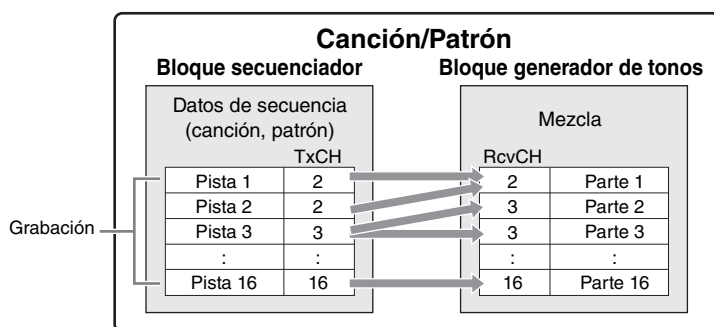 Canción/Patrón
Bloque secuenciador
Bloque generador de tonos
Datos de secuencia
(canción, patrón)
Mezcla
TxCH
RcvCH
Pista 1 2 2 Parte 1
Pista 2 2 3 Parte 2
Pista 3 3 3 Parte 3
: : : :
Pista 16 16 16 Parte 16
Grabación